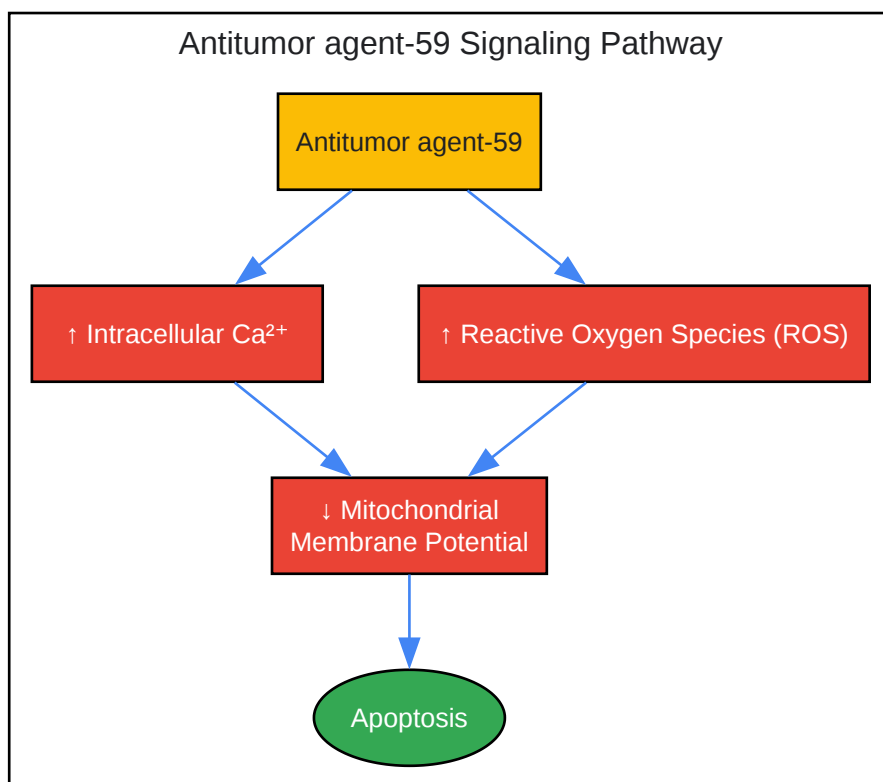 Antitumor agent-59 Signaling Pathway
Antitumor agent-59
↑ Intracellular Ca²⁺
↑ Reactive Oxygen Species (ROS)
↓ Mitochondrial
Membrane Potential
Apoptosis